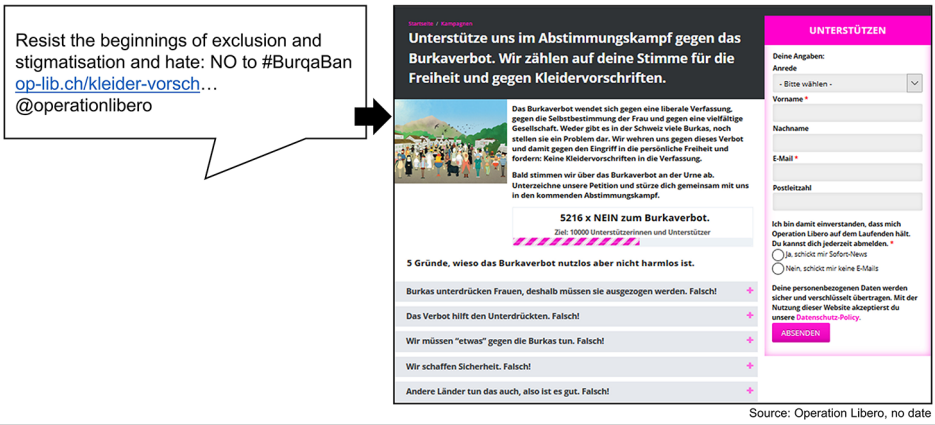 Resist the beginnings of exclusion and
stigmatisation and hate: NO to #BurqaBan
op-lib.ch/kleider-vorsch…
@operationlibero
Startseite / Kampagnen
Unterstütze uns im Abstimmungskampf gegen das
Burkaverbot. Wir zählen auf deine Stimme für die
Freiheit und gegen Kleidervorschriften.
Das Burkaverbot wendet sich gegen eine liberale Verfassung,
gegen die Selbstbestimmung der Frau und gegen eine vielfältige
Gesellschaft. Weder gibt es in der Schweiz viele Burkas, noch
stellen sie ein Problem dar. Wir wehren uns gegen dieses Verbot
und damit gegen den Eingriff in die persönliche Freiheit und
fordern: Keine Kleidervorschriften in die Verfassung.
Bald stimmen wir über das Burkaverbot an der Urne ab.
Unterzeichne unsere Petition und stürze dich gemeinsam mit uns
in den kommenden Abstimmungskampf.
5216 x NEIN zum Burkaverbot.
Ziel: 10000 Unterstützerinnen und Unterstützer
5 Gründe, wieso das Burkaverbot nutzlos aber nicht harmlos ist.
Burkas unterdrücken Frauen, deshalb müssen sie ausgezogen werden. Falsch! +
Das Verbot hilft den Unterdrückten. Falsch! +
Wir müssen “etwas” gegen die Burkas tun. Falsch! +
Wir schaffen Sicherheit. Falsch! +
Andere Länder tun das auch, also ist es gut. Falsch! +
UNTERSTÜTZEN
Deine Angaben:
Anrede
- Bitte wählen -
Vorname *
Nachname
E-Mail *
Postleitzahl
Ich bin damit einverstanden, dass mich
Operation Libero auf dem Laufenden hält.
Du kannst dich jederzeit abmelden. *
Ja, schickt mir Sofort-News
Nein, schickt mir keine E-Mails
Deine personenbezogenen Daten werden
sicher und verschlüsselt übertragen. Mit der
Nutzung dieser Website akzeptierst du
unsere Datenschutz-Policy.
ABSENDEN
Source: Operation Libero, no date